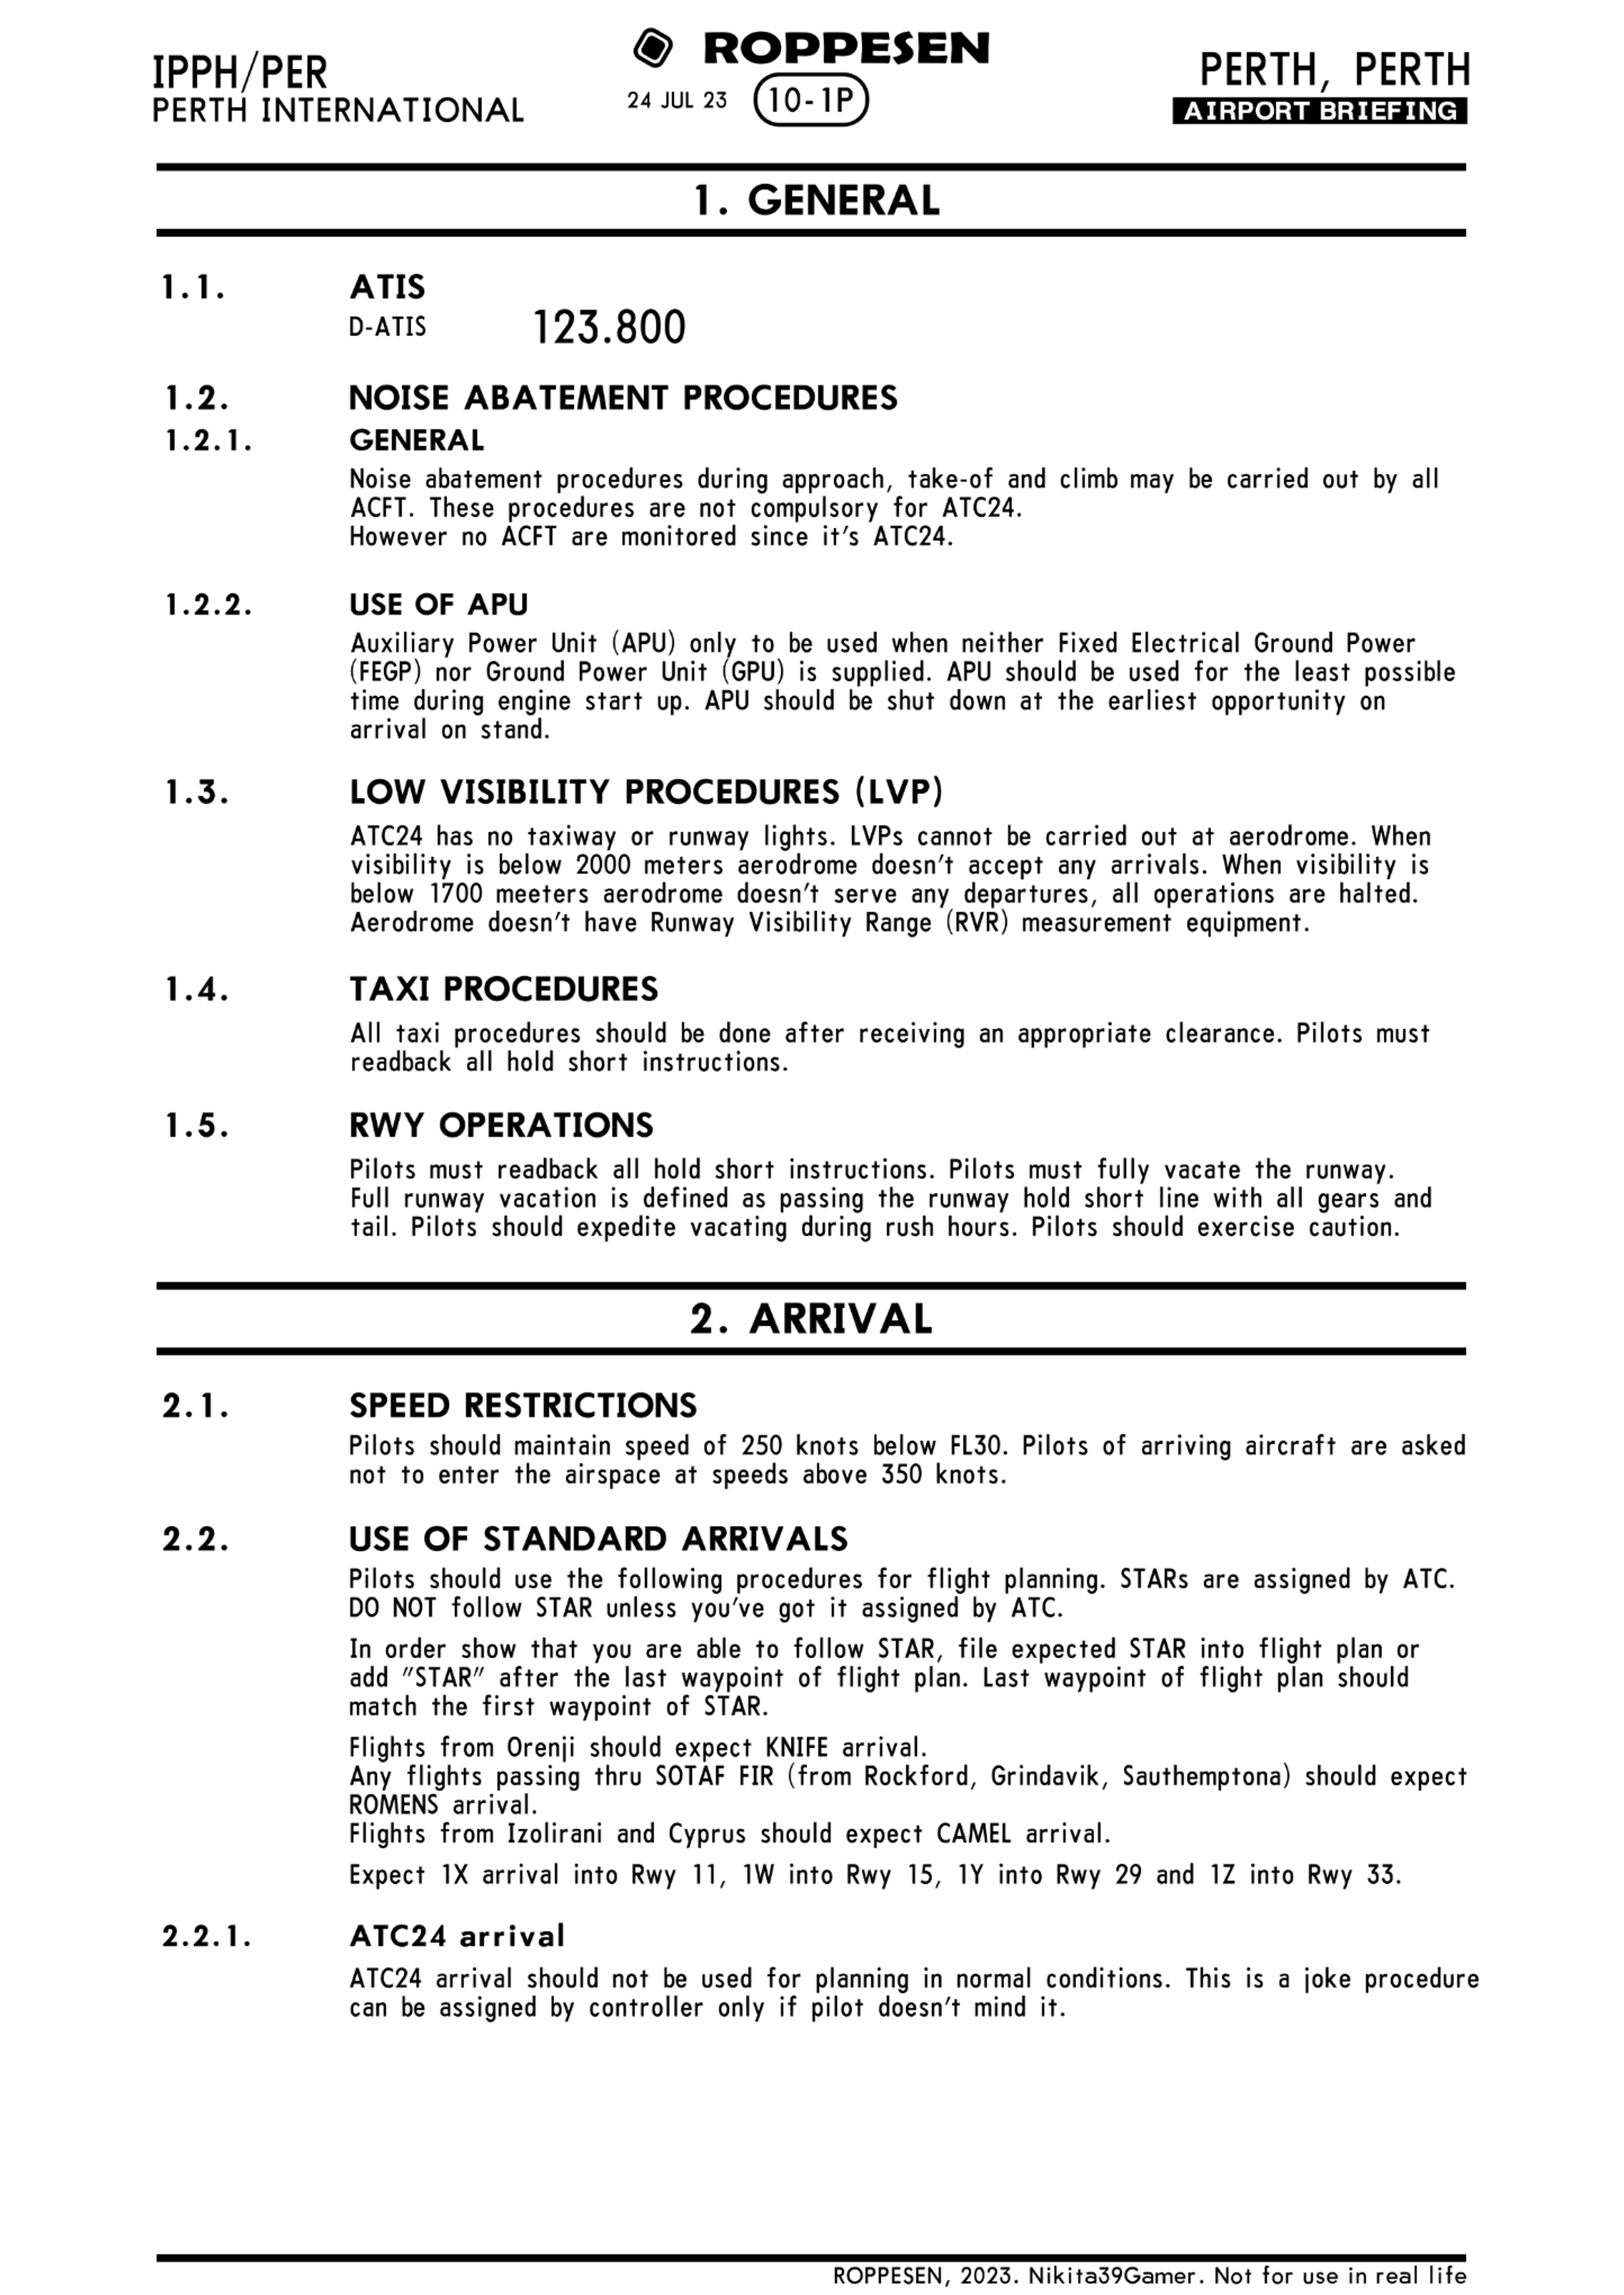 IPPH/PER
PERTH INTERNATIONAL
ROPPESEN
24 JUL 23 10-1P
PERTH, PERTH
AIRPORT BRIEFING
1. GENERAL
1.1. ATIS
D-ATIS 123.800
1.2. NOISE ABATEMENT PROCEDURES
1.2.1. GENERAL
Noise abatement procedures during approach, take-of and climb may be carried out by all
ACFT. These procedures are not compulsory for ATC24.
However no ACFT are monitored since it's ATC24.
1.2.2. USE OF APU
Auxiliary Power Unit (APU) only to be used when neither Fixed Electrical Ground Power
(FEGP) nor Ground Power Unit (GPU) is supplied. APU should be used for the least possible
time during engine start up. APU should be shut down at the earliest opportunity on
arrival on stand.
1.3. LOW VISIBILITY PROCEDURES (LVP)
ATC24 has no taxiway or runway lights. LVPs cannot be carried out at aerodrome. When
visibility is below 2000 meters aerodrome doesn't accept any arrivals. When visibility is
below 1700 meeters aerodrome doesn't serve any departures, all operations are halted.
Aerodrome doesn't have Runway Visibility Range (RVR) measurement equipment.
1.4. TAXI PROCEDURES
All taxi procedures should be done after receiving an appropriate clearance. Pilots must
readback all hold short instructions.
1.5. RWY OPERATIONS
Pilots must readback all hold short instructions. Pilots must fully vacate the runway.
Full runway vacation is defined as passing the runway hold short line with all gears and
tail. Pilots should expedite vacating during rush hours. Pilots should exercise caution.
2. ARRIVAL
2.1. SPEED RESTRICTIONS
Pilots should maintain speed of 250 knots below FL30. Pilots of arriving aircraft are asked
not to enter the airspace at speeds above 350 knots.
2.2. USE OF STANDARD ARRIVALS
Pilots should use the following procedures for flight planning. STARs are assigned by ATC.
DO NOT follow STAR unless you've got it assigned by ATC.
In order show that you are able to follow STAR, file expected STAR into flight plan or
add "STAR" after the last waypoint of flight plan. Last waypoint of flight plan should
match the first waypoint of STAR.
Flights from Orenji should expect KNIFE arrival.
Any flights passing thru SOTAF FIR (from Rockford, Grindavik, Sauthemptona) should expect
ROMENS arrival.
Flights from Izolirani and Cyprus should expect CAMEL arrival.
Expect 1X arrival into Rwy 11, 1W into Rwy 15, 1Y into Rwy 29 and 1Z into Rwy 33.
2.2.1. ATC24 arrival
ATC24 arrival should not be used for planning in normal conditions. This is a joke procedure
can be assigned by controller only if pilot doesn't mind it.
ROPPESEN, 2023. Nikita39Gamer. Not for use in real life